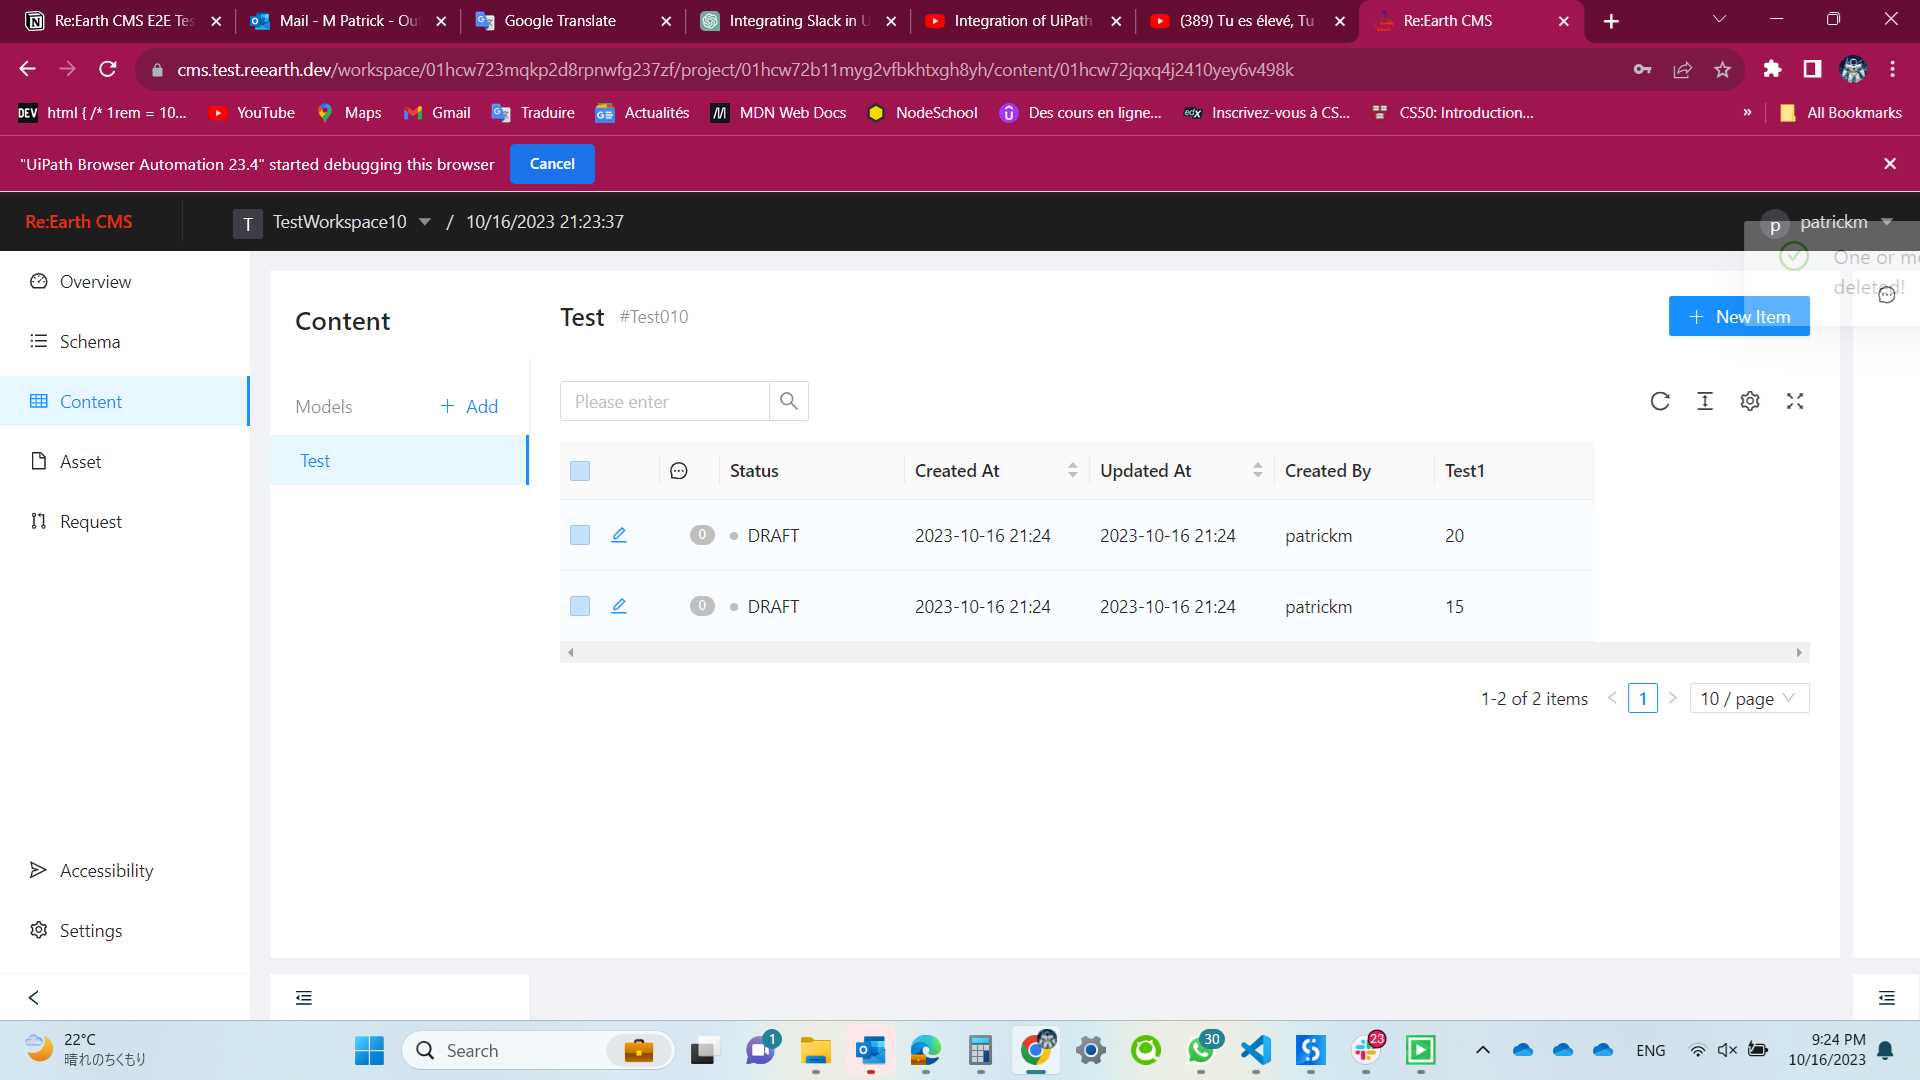 Re:Earth CMS E2E Tes
Mail - M Patrick - Ou
Google Translate
Integrating Slack in U
Integration of UiPath
(389) Tu es élevé, Tu
Re:Earth CMS
cms.test.reearth.dev/workspace/01hcw723mqkp2d8rpnwfg237zf/project/01hcw72b11myg2vfbkhtxgh8yh/content/01hcw72jqxq4j2410yey6v498k
DEV html { /* 1rem = 10...
YouTube
Maps
Gmail
Traduire
Actualités
MDN Web Docs
NodeSchool
Des cours en ligne...
edX Inscrivez-vous à CS...
CS50: Introduction...
»
All Bookmarks
"UiPath Browser Automation 23.4" started debugging this browser
Cancel
Re:Earth CMS
T TestWorkspace10 / 10/16/2023 21:23:37
p patrickm
One or mo
deleted!
Overview
Schema
Content
Asset
Request
Accessibility
Settings
Content
Models
+ Add
Test
Test #Test010
+ New Item
Please enter
Status Created At Updated At Created By Test1
0 DRAFT 2023-10-16 21:24 2023-10-16 21:24 patrickm 20
0 DRAFT 2023-10-16 21:24 2023-10-16 21:24 patrickm 15
1-2 of 2 items < 1 > 10 / page
22°C
晴れのちくもり
Search
1
30
23
ENG
9:24 PM
10/16/2023